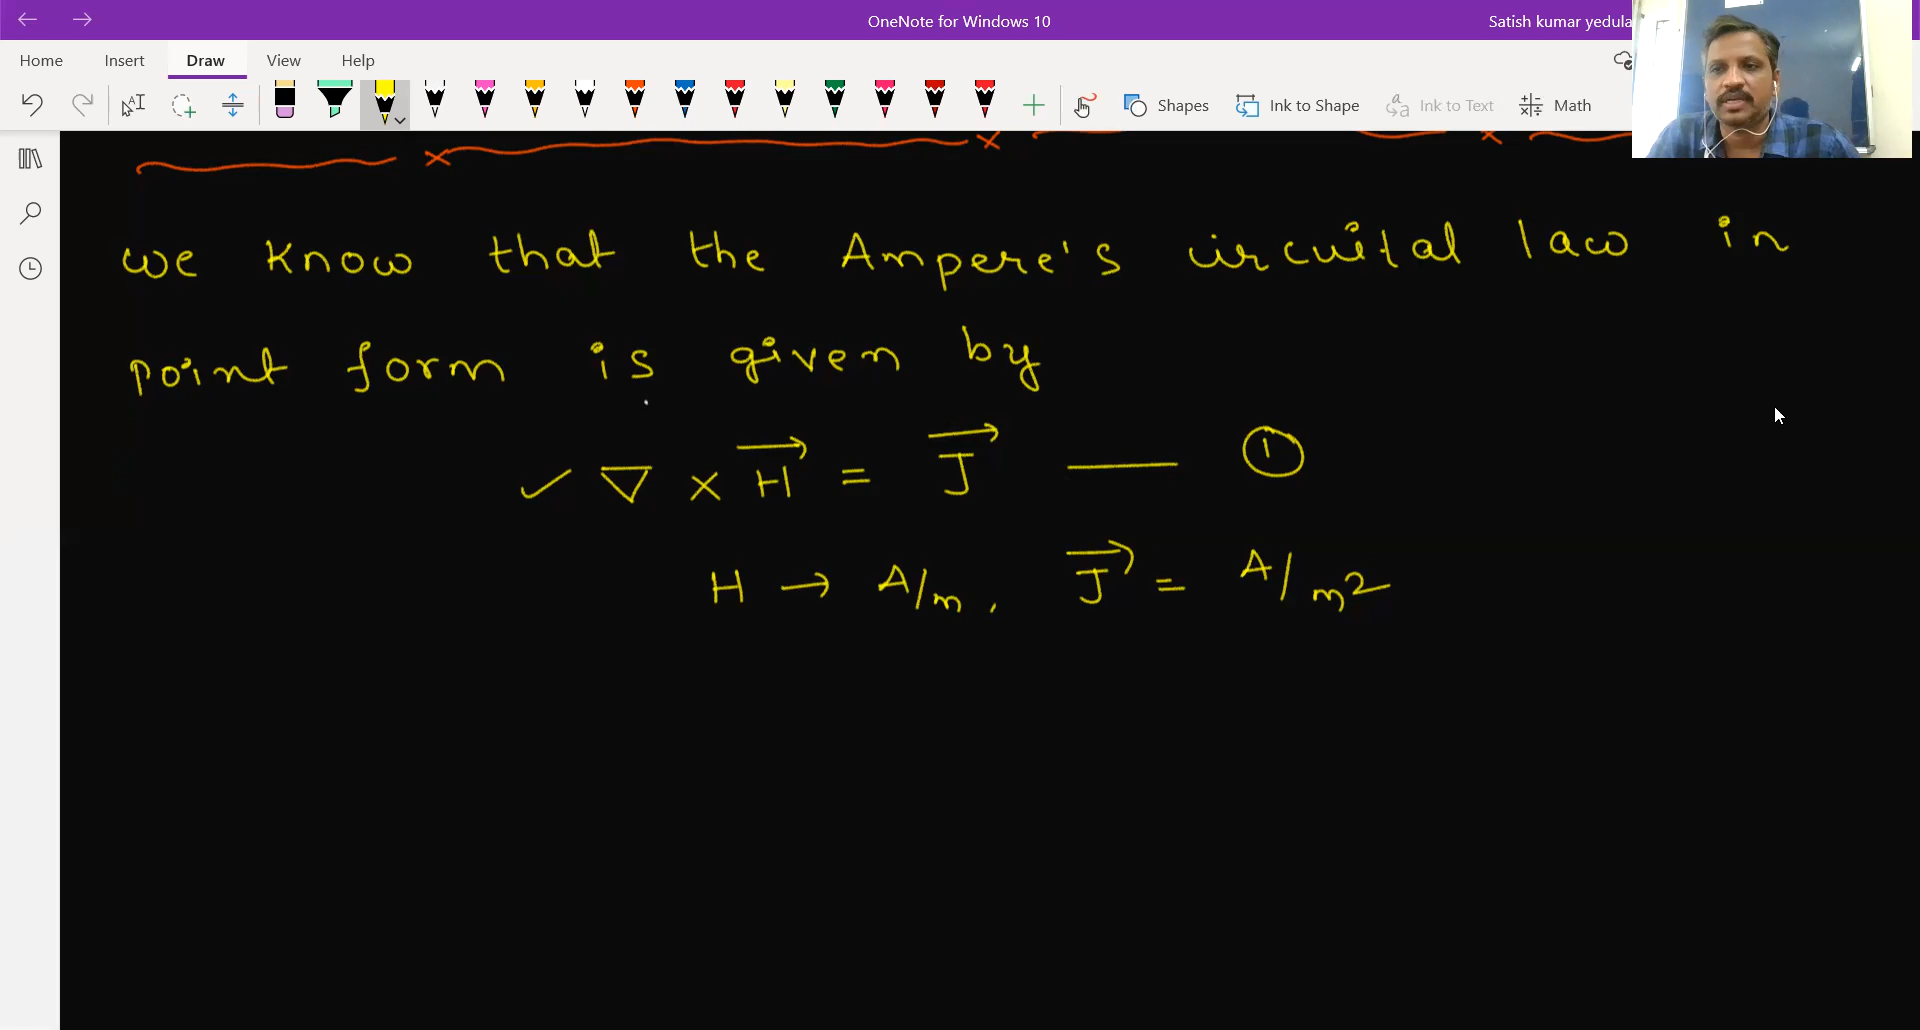 OneNote for Windows 10
Satish kumar yedula
Home Insert Draw View Help
Shapes Ink to Shape Ink to Text Math
we know that the Ampere's circuital law in
point form is given by
✓ ∇ × H⃗ = J⃗ — ①
H → A/m, J⃗ = A/m²